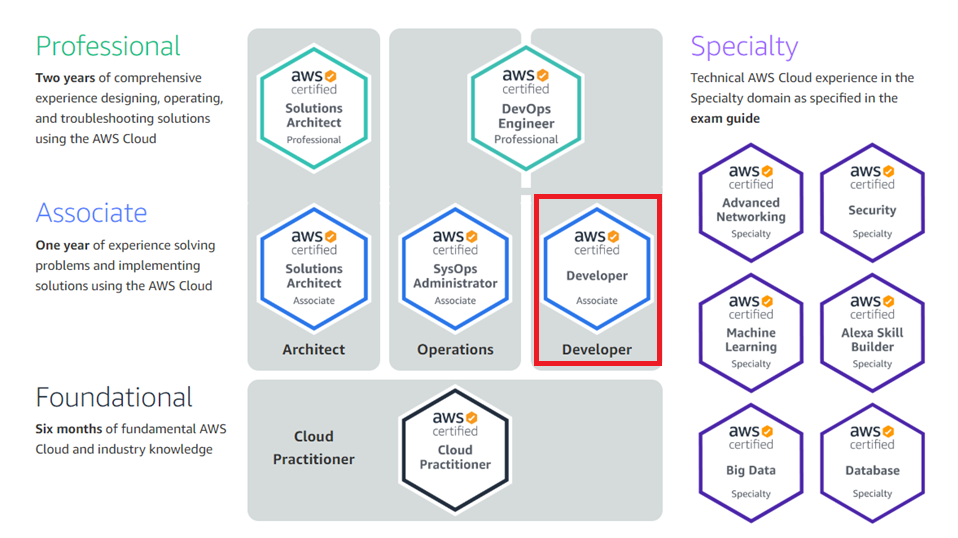 Professional
Two years of comprehensive
experience designing, operating,
and troubleshooting solutions
using the AWS Cloud
aws
certified
Solutions
Architect
Professional
aws
certified
DevOps
Engineer
Professional
Associate
One year of experience solving
problems and implementing
solutions using the AWS Cloud
aws
certified
Solutions
Architect
Associate
Architect
aws
certified
SysOps
Administrator
Associate
Operations
aws
certified
Developer
Associate
Developer
Foundational
Six months of fundamental AWS
Cloud and industry knowledge
Cloud
Practitioner
aws
certified
Cloud
Practitioner
Specialty
Technical AWS Cloud experience in the
Specialty domain as specified in the
exam guide
aws
certified
Advanced
Networking
Specialty
aws
certified
Security
Specialty
aws
certified
Machine
Learning
Specialty
aws
certified
Alexa Skill
Builder
Specialty
aws
certified
Big Data
Specialty
aws
certified
Database
Specialty